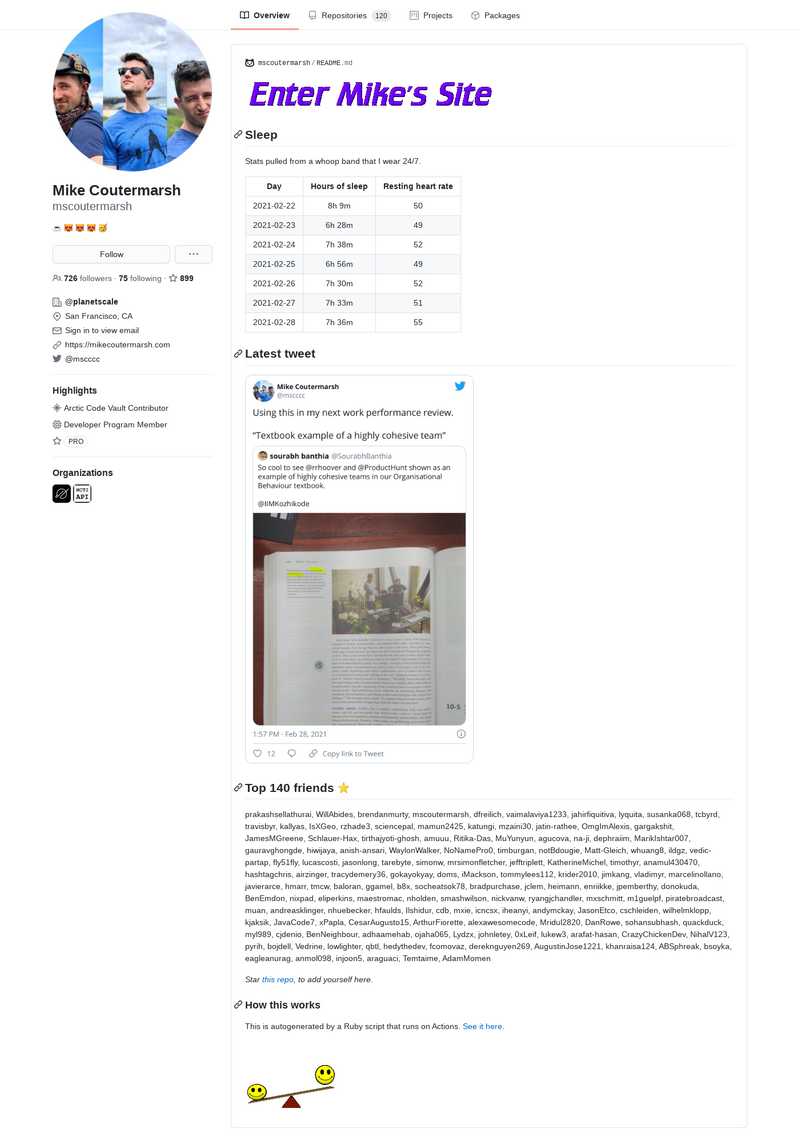 Overview
Repositories 120
Projects
Packages
Mike Coutermarsh
mscoutermarsh
Follow
726 followers · 75 following · 899
@planetscale
San Francisco, CA
Sign in to view email
https://mikecoutermarsh.com
@mscccc
Highlights
Arctic Code Vault Contributor
Developer Program Member
PRO
Organizations
API
mscoutermarsh / README.md
Enter Mike's Site
Sleep
Stats pulled from a whoop band that I wear 24/7.
Day Hours of sleep Resting heart rate
2021-02-22 8h 9m 50
2021-02-23 6h 28m 49
2021-02-24 7h 38m 52
2021-02-25 6h 56m 49
2021-02-26 7h 30m 52
2021-02-27 7h 33m 51
2021-02-28 7h 36m 55
Latest tweet
Mike Coutermarsh
@mscccc
Using this in my next work performance review.
"Textbook example of a highly cohesive team"
sourabh banthia @SourabhBanthia
So cool to see @rrhoover and @ProductHunt shown as an
example of highly cohesive teams in our Organisational
Behaviour textbook.
@IIMKozhikode
10-5
1:57 PM · Feb 28, 2021
12 Copy link to Tweet
Top 140 friends ⭐
prakashsellathurai, WillAbides, brendanmurty, mscoutermarsh, dfreilich, vaimalaviya1233, jahirfiquitiva, lyquita, susanka068, tcbyrd,
travisbyr, kallyas, IsXGeo, rzhade3, sciencepal, mamun2425, katungi, mzaini30, jatin-rathee, OmgImAlexis, gargakshit,
JamesMGreene, Schlauer-Hax, tirthajyoti-ghosh, amuuu, Ritika-Das, MuYunyun, agucova, na-ji, dephraiim, MarikIshtar007,
gauravghongde, hiwijaya, anish-ansari, WaylonWalker, NoNamePro0, timburgan, notBdougie, Matt-Gleich, whuang8, ildgz, vedic-
partap, fly51fly, lucascosti, jasonlong, tarebyte, simonw, mrsimonfletcher, jefftriplett, KatherineMichel, timothyr, anamul430470,
hashtagchris, airzinger, tracydemery36, gokayokyay, doms, iMackson, tommylees112, krider2010, jimkang, vladimyr, marcelinollano,
javierarce, hmarr, tmcw, baloran, ggamel, b8x, socheatsok78, bradpurchase, jclem, heimann, enriikke, jpemberthy, donokuda,
BenEmdon, nixpad, eliperkins, maestromac, nholden, smashwilson, nickvanw, ryangjchandler, mxschmitt, m1guelpf, piratebroadcast,
muan, andreasklinger, nhuebecker, hfaulds, Ilshidur, cdb, mxie, icncsx, iheanyi, andymckay, JasonEtco, cschleiden, wilhelmklopp,
kjaksik, JavaCode7, xPapla, CesarAugusto15, ArthurFiorette, alexawesomecode, Mridul2820, DanRowe, sohansubhash, quackduck,
myl989, cjdenio, BenNeighbour, adhaamehab, ojaha065, Lydzx, johnletey, 0xLeif, lukew3, arafat-hasan, CrazyChickenDev, NihalV123,
pyrih, bojdell, Vedrine, lowlighter, qbtl, hedythedev, fcomovaz, dereknguyen269, AugustinJose1221, khanraisa124, ABSphreak, bsoyka,
eagleanurag, anmol098, injoon5, araguaci, Temtaime, AdamMomen
Star this repo, to add yourself here.
How this works
This is autogenerated by a Ruby script that runs on Actions. See it here.